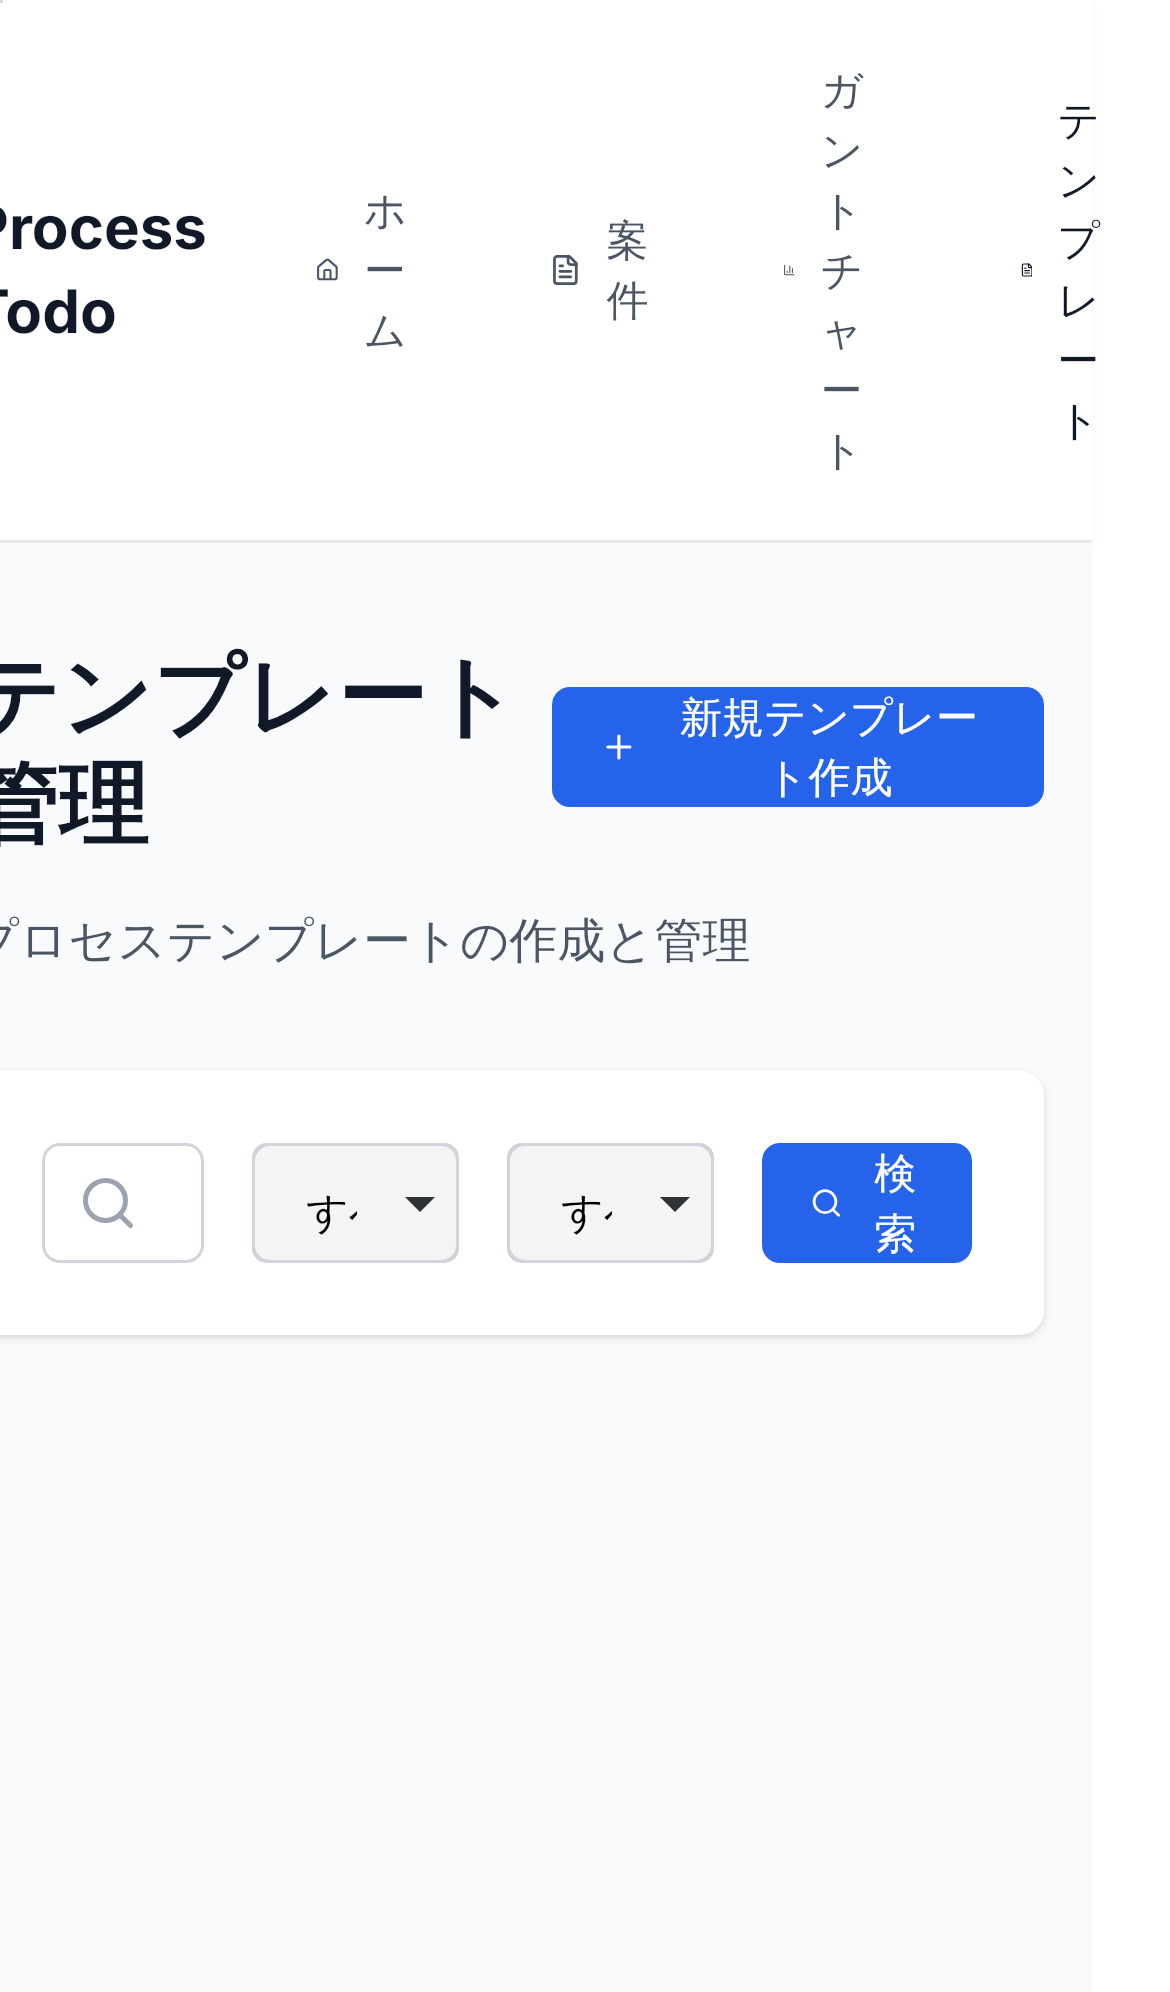 Process
Todo
ホーム
案件
ガントチャート
テンプレート
テンプレート
管理
新規テンプレー
ト作成
プロセステンプレートの作成と管理
す
す
検索